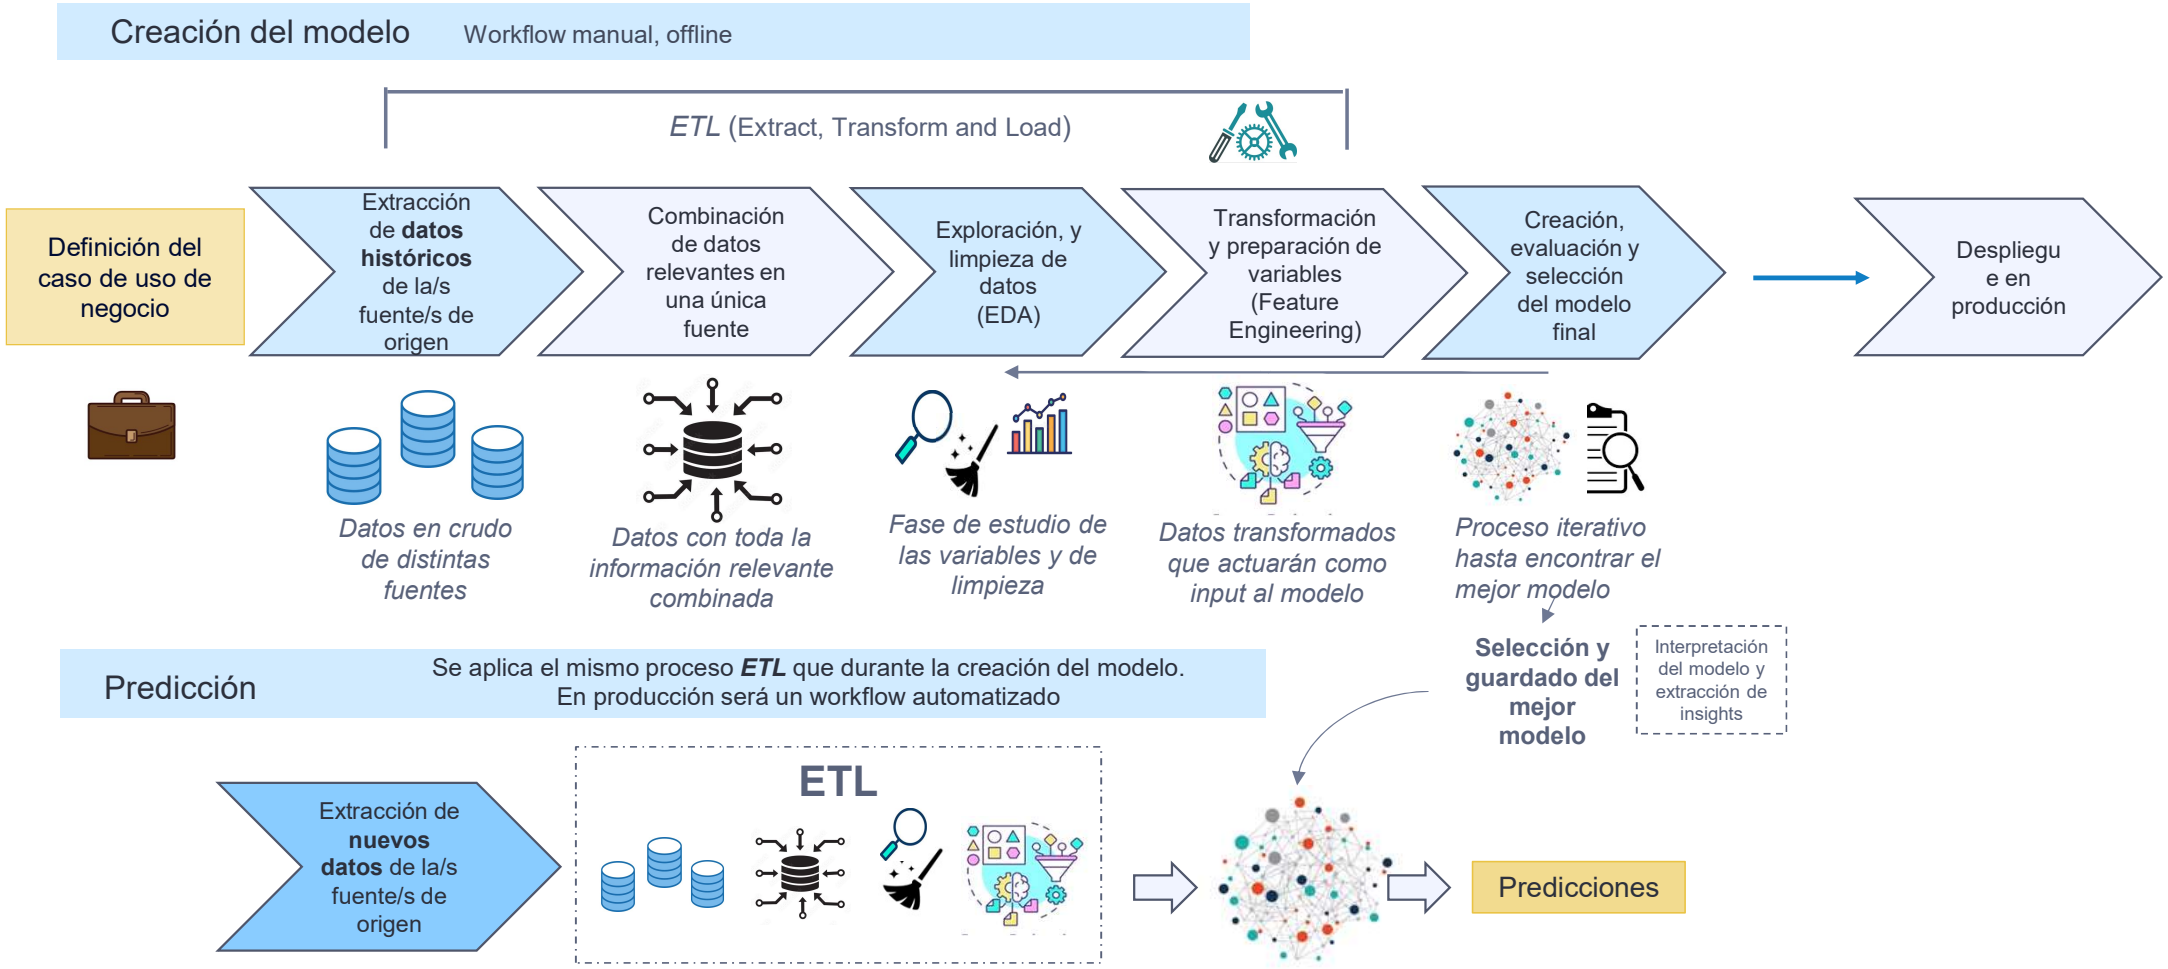 Creación del modelo Workflow manual, offline
ETL (Extract, Transform and Load)
Definición del
caso de uso de
negocio
Extracción
de datos
históricos
de la/s
fuente/s de
origen
Combinación
de datos
relevantes en
una única
fuente
Exploración, y
limpieza de
datos
(EDA)
Transformación
y preparación de
variables
(Feature
Engineering)
Creación,
evaluación y
selección
del modelo
final
Despliegu
e en
producción
Datos en crudo
de distintas
fuentes
Datos con toda la
información relevante
combinada
Fase de estudio de
las variables y de
limpieza
Datos transformados
que actuarán como
input al modelo
Proceso iterativo
hasta encontrar el
mejor modelo
Selección y
guardado del
mejor
modelo
Interpretación
del modelo y
extracción de
insights
Predicción
Se aplica el mismo proceso ETL que durante la creación del modelo.
En producción será un workflow automatizado
Extracción de
nuevos
datos de la/s
fuente/s de
origen
ETL
Predicciones